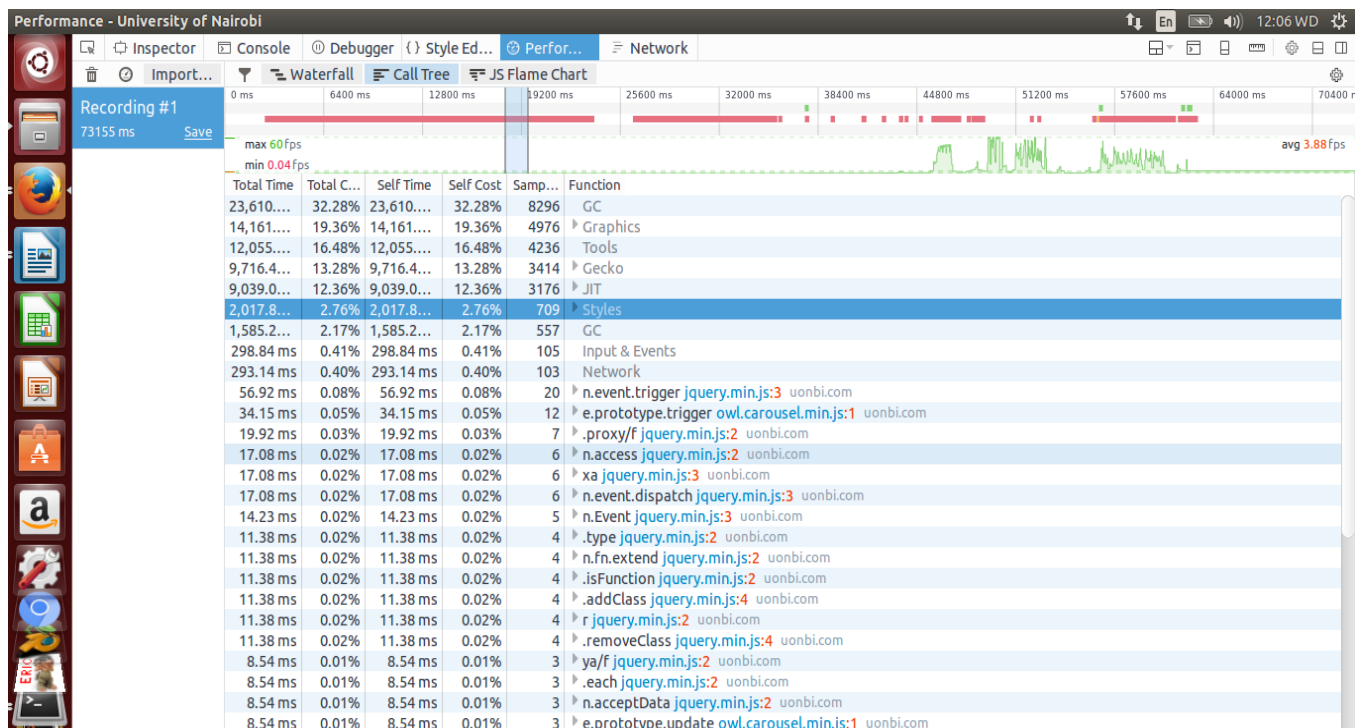 Performance - University of Nairobi En 12:06 WD
Inspector Console Debugger { } Style Ed... Perfor... Network
Import... Waterfall Call Tree JS Flame Chart
Recording #1
73155 ms Save
0 ms 6400 ms 12800 ms 19200 ms 25600 ms 32000 ms 38400 ms 44800 ms 51200 ms 57600 ms 64000 ms 70400 m
max 60 fps avg 3.88 fps
min 0.04 fps
Total Time Total C... Self Time Self Cost Samp... Function
23,610.... 32.28% 23,610.... 32.28% 8296 GC
14,161.... 19.36% 14,161.... 19.36% 4976 Graphics
12,055.... 16.48% 12,055.... 16.48% 4236 Tools
9,716.4... 13.28% 9,716.4... 13.28% 3414 Gecko
9,039.0... 12.36% 9,039.0... 12.36% 3176 JIT
2,017.8... 2.76% 2,017.8... 2.76% 709 Styles
1,585.2... 2.17% 1,585.2... 2.17% 557 GC
298.84 ms 0.41% 298.84 ms 0.41% 105 Input & Events
293.14 ms 0.40% 293.14 ms 0.40% 103 Network
56.92 ms 0.08% 56.92 ms 0.08% 20 n.event.trigger jquery.min.js:3 uonbi.com
34.15 ms 0.05% 34.15 ms 0.05% 12 e.prototype.trigger owl.carousel.min.js:1 uonbi.com
19.92 ms 0.03% 19.92 ms 0.03% 7 .proxy/f jquery.min.js:2 uonbi.com
17.08 ms 0.02% 17.08 ms 0.02% 6 n.access jquery.min.js:2 uonbi.com
17.08 ms 0.02% 17.08 ms 0.02% 6 xa jquery.min.js:3 uonbi.com
17.08 ms 0.02% 17.08 ms 0.02% 6 n.event.dispatch jquery.min.js:3 uonbi.com
14.23 ms 0.02% 14.23 ms 0.02% 5 n.Event jquery.min.js:3 uonbi.com
11.38 ms 0.02% 11.38 ms 0.02% 4 .type jquery.min.js:2 uonbi.com
11.38 ms 0.02% 11.38 ms 0.02% 4 n.fn.extend jquery.min.js:2 uonbi.com
11.38 ms 0.02% 11.38 ms 0.02% 4 .isFunction jquery.min.js:2 uonbi.com
11.38 ms 0.02% 11.38 ms 0.02% 4 .addClass jquery.min.js:4 uonbi.com
11.38 ms 0.02% 11.38 ms 0.02% 4 r jquery.min.js:2 uonbi.com
11.38 ms 0.02% 11.38 ms 0.02% 4 .removeClass jquery.min.js:4 uonbi.com
8.54 ms 0.01% 8.54 ms 0.01% 3 ya/f jquery.min.js:2 uonbi.com
8.54 ms 0.01% 8.54 ms 0.01% 3 .each jquery.min.js:2 uonbi.com
8.54 ms 0.01% 8.54 ms 0.01% 3 n.acceptData jquery.min.js:2 uonbi.com
8.54 ms 0.01% 8.54 ms 0.01% 3 e.prototype.update owl.carousel.min.js:1 uonbi.com
a
ERIC
>_